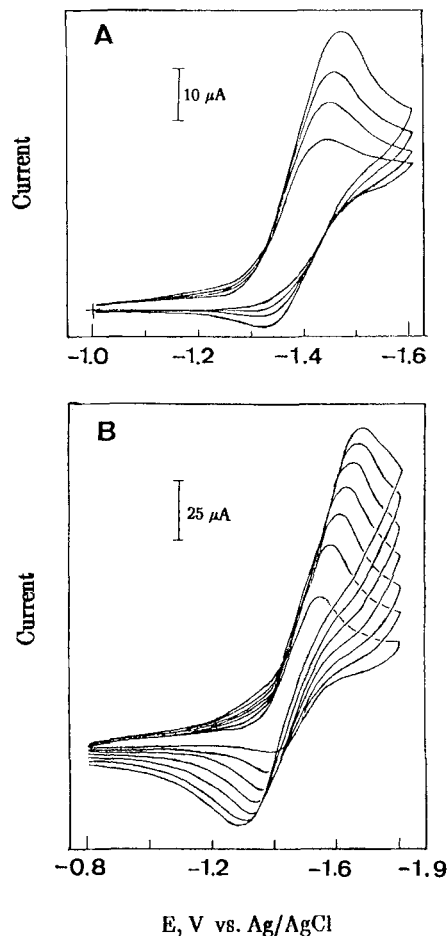 A
10 μA
Current
-1.0 -1.2 -1.4 -1.6
B
25 μA
Current
-0.8 -1.2 -1.6 -1.9
E, V vs. Ag/AgCl